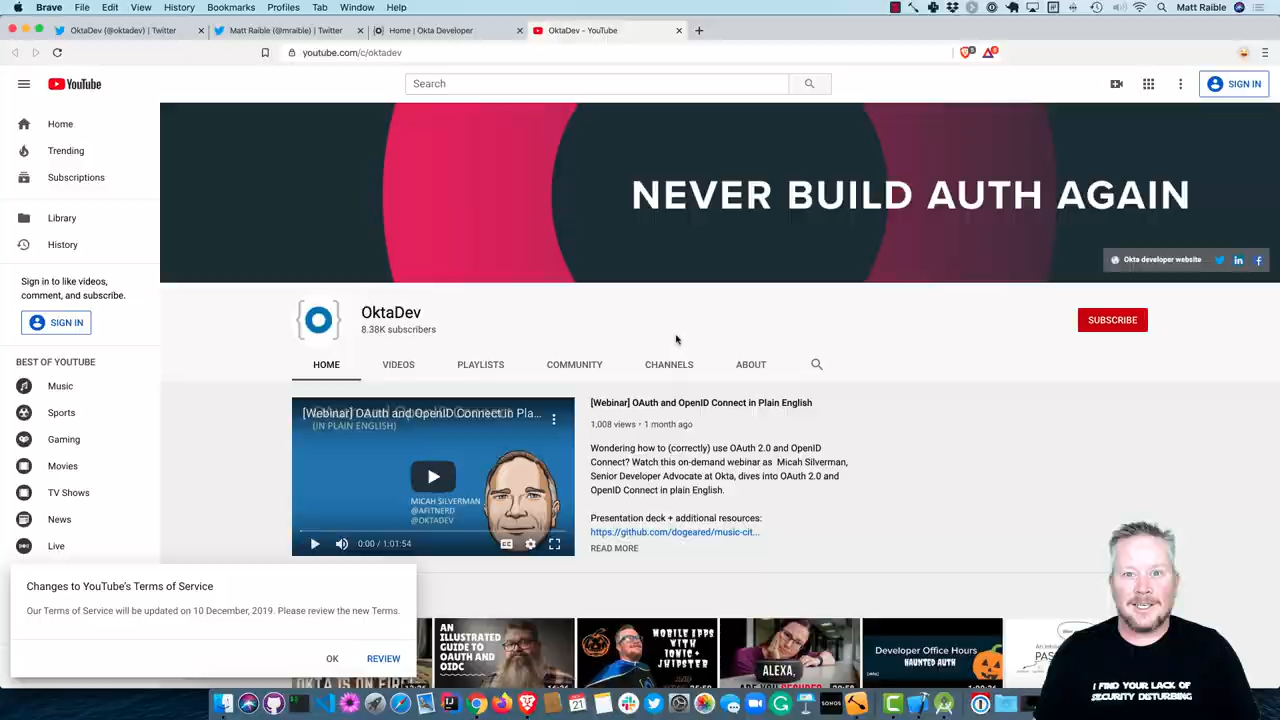 Brave File Edit View History Bookmarks Profiles Tab Window Help Matt Raible
OktaDev (@oktadev) | Twitter
Matt Raible (@mraible) | Twitter
Home | Okta Developer
OktaDev - YouTube
youtube.com/c/oktadev
YouTube
Search
SIGN IN
NEVER BUILD AUTH AGAIN
Okta developer website
Home
Trending
Subscriptions
Library
History
Sign in to like videos,
comment, and subscribe.
SIGN IN
BEST OF YOUTUBE
Music
Sports
Gaming
Movies
TV Shows
News
Live
OktaDev
8.38K subscribers
SUBSCRIBE
HOME VIDEOS PLAYLISTS COMMUNITY CHANNELS ABOUT
[Webinar] OAuth and OpenID Connect in Pla...
(IN PLAIN ENGLISH)
MICAH SILVERMAN
@AFITNERD
@OKTADEV
0:00 / 1:01:54
[Webinar] OAuth and OpenID Connect in Plain English
1,008 views • 1 month ago
Wondering how to (correctly) use OAuth 2.0 and OpenID
Connect? Watch this on-demand webinar as Micah Silverman,
Senior Developer Advocate at Okta, dives into OAuth 2.0 and
OpenID Connect in plain English.
Presentation deck + additional resources:
https://github.com/dogeared/music-cit...
READ MORE
Changes to YouTube's Terms of Service
Our Terms of Service will be updated on 10 December, 2019. Please review the new Terms.
OK REVIEW
AN
ILLUSTRATED
GUIDE TO
OAUTH AND
OIDC
MOBILE APPS
WITH
IONIC +
JHIPSTER
ALEXA,
Developer Office Hours
HAUNTED AUTH
I FIND YOUR LACK OF
SECURITY DISTURBING